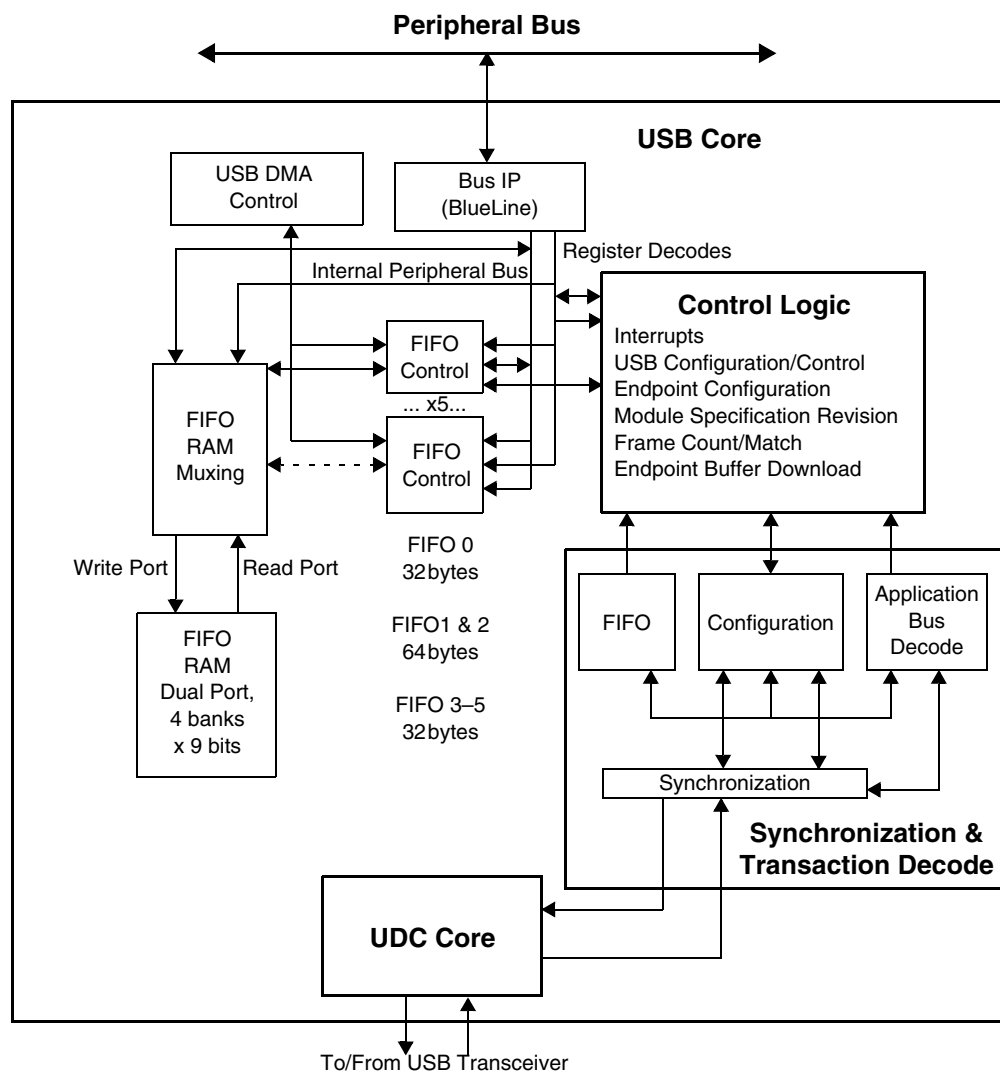 Peripheral Bus
USB Core
USB DMA
Control
Bus IP
(BlueLine)
Register Decodes
Internal Peripheral Bus
Control Logic
Interrupts
USB Configuration/Control
Endpoint Configuration
Module Specification Revision
Frame Count/Match
Endpoint Buffer Download
FIFO
Control
... x5...
FIFO
Control
FIFO
RAM
Muxing
Write Port
Read Port
FIFO
RAM
Dual Port,
4 banks
x 9 bits
FIFO 0
32bytes
FIFO1 & 2
64bytes
FIFO 3–5
32bytes
FIFO
Configuration
Application
Bus
Decode
Synchronization
Synchronization &
Transaction Decode
UDC Core
To/From USB Transceiver